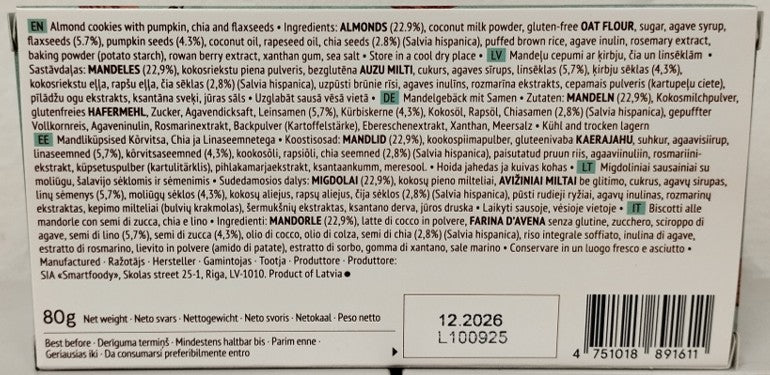 EN Almond cookies with pumpkin, chia and flaxseeds • Ingredients: ALMONDS (22.9%), coconut milk powder, gluten-free OAT FLOUR, sugar, agave syrup,
flaxseeds (5.7%), pumpkin seeds (4.3%), coconut oil, rapeseed oil, chia seeds (2.8%) (Salvia hispanica), puffed brown rice, agave inulin, rosemary extract,
baking powder (potato starch), rowan berry extract, xanthan gum, sea salt • Store in a cool dry place • LV Mandeļu cepumi ar ķirbju, čia un linsēklām •
Sastāvdaļas: MANDELES (22,9%), kokosriekstu piena pulveris, bezglutēna AUZU MILTI, cukurs, agaves sīrups, linsēklas (5,7%), ķirbju sēklas (4,3%),
kokosriekstu eļļa, rapšu eļļa, čia sēklas (2,8%) (Salvia hispanica), uzpūsti brūnie rīsi, agaves inulīns, rozmarīna ekstrakts, cepamais pulveris (kartupeļu ciete),
pīlādžu ogu ekstrakts, ksantāna sveķi, jūras sāls • Uzglabāt sausā vēsā vietā • DE Mandelgebäck mit Samen • Zutaten: MANDELN (22,9%), Kokosmilchpulver,
glutenfreies HAFERMEHL, Zucker, Agavendicksaft, Leinsamen (5,7%), Kürbiskerne (4,3%), Kokosöl, Rapsöl, Chiasamen (2,8%) (Salvia hispanica), gepuffter
Vollkornreis, Agaveninulin, Rosmarinextrakt, Backpulver (Kartoffelstärke), Ebereschenextrakt, Xanthan, Meersalz • Kühl and trocken lagern
EE Mandliküpsised Kõrvitsa, Chia ja Linaseemnetega • Koostisosad: MANDLID (22,9%), kookospiimapulber, gluteenivaba KAERAJAHU, suhkur, agaavisiirup,
linaseemned (5,7%), kõrvitsaseemned (4,3%), kookosõli, rapsiõli, chia seemned (2,8%) (Salvia hispanica), paisutatud pruun riis, agaaviinuliin, rosmariini-
ekstrakt, küpsetuspulber (kartulitärklis), pihlakamarjaekstrakt, ksantaankumm, meresool. • Hoida jahedas ja kuivas kohas • LT Migdoliniai sausainiai su
moliūgų, šalavijo sėklomis ir sėmenimis • Sudedamosios dalys: MIGDOLAI (22,9%), kokosų pieno milteliai, AVIŽINIAI MILTAI be glitimo, cukrus, agavų sirupas,
linų sėmenys (5,7%), moliūgų sėklos (4,3%), kokosų aliejus, rapsų aliejs, čija sėklos (2,8%) (Salvia hispanica), pūsti rudieji ryžiai, agavų inulinas, rozmarinų
ekstraktas, kepimo milteliai (bulvių krakmolas), šermukšnių ekstraktas, ksantano derva, jūros druska • Laikyti sausoje, vėsioje vietoje • IT Biscotti alle
mandorle con semi di zucca, chia e lino • Ingredienti: MANDORLE (22,9%), latte di cocco in polvere, FARINA D'AVENA senza glutine, zucchero, sciroppo di
agave, semi di lino (5,7%), semi di zucca (4,3%), olio di cocco, olio di colza, semi di chia (2,8%) (Salvia hispanica), riso integrale soffiato, inulina di agave,
estratto di rosmarino, lievito in polvere (amido di patate), estratto di sorbo, gomma di xantano, sale marino • Conservare in un luogo fresco e asciutto •
Manufactured · Ražotājs · Hersteller · Gamintojas · Tootja · Produttore · Produttore:
SIA «Smartfoody», Skolas street 25-1, Riga, LV-1010. Product of Latvia
80g Net weight · Neto svars · Nettogewicht · Neto svoris · Netokaal · Peso netto
12.2026
L100925
Best before · Derīguma termiņš · Mindestens haltbar bis · Parim enne ·
Geriausias iki · Da consumarsi preferibilmente entro
4 751018 891611